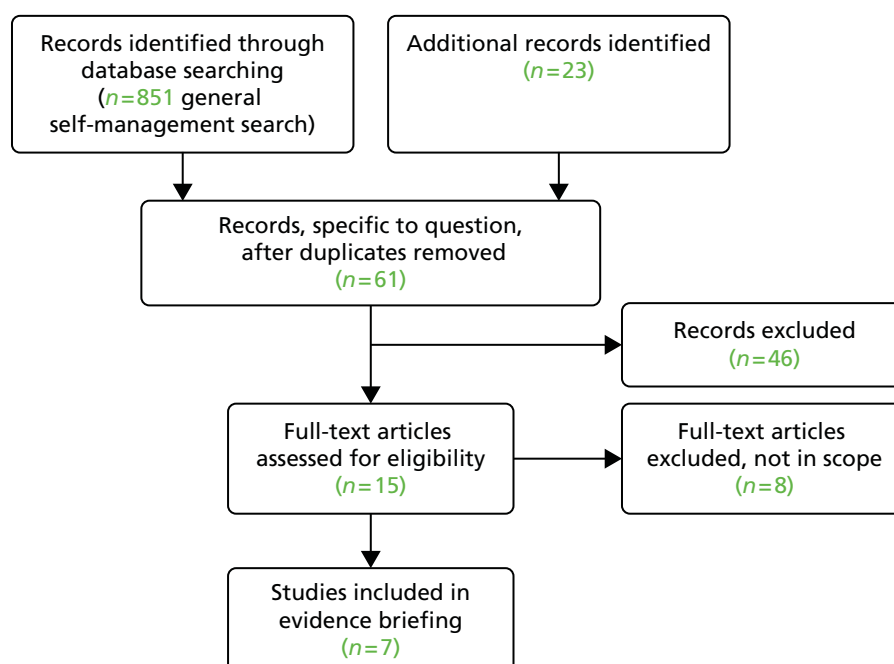 Records identified through
database searching
(n=851 general
self-management search)
Additional records identified
(n=23)
Records, specific to question,
after duplicates removed
(n=61)
Records excluded
(n=46)
Full-text articles
assessed for eligibility
(n=15)
Full-text articles
excluded, not in scope
(n=8)
Studies included in
evidence briefing
(n=7)